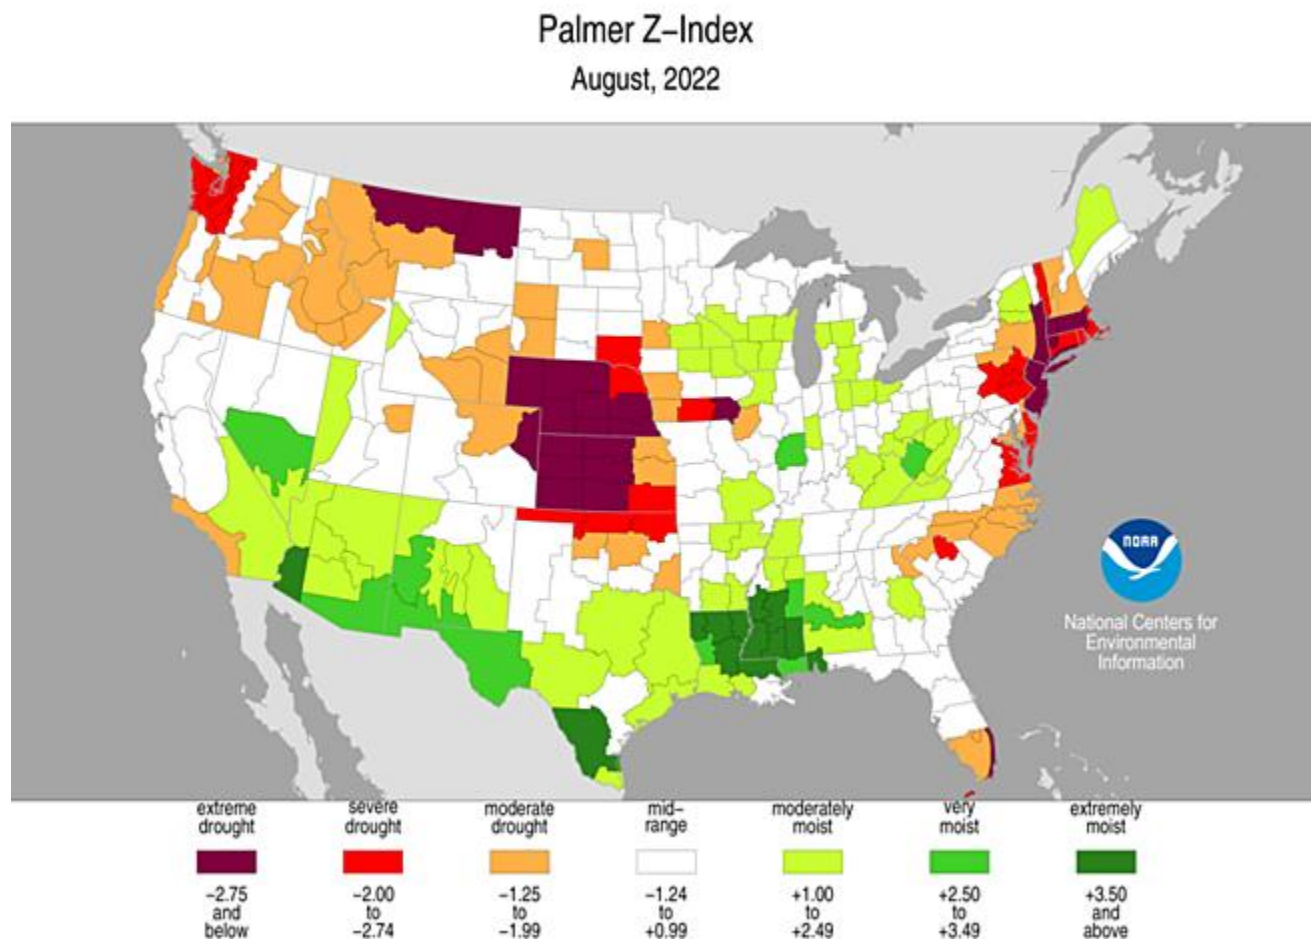 Palmer Z–Index
August, 2022
NOAA
National Centers for
Environmental
Information
extreme
drought
severe
drought
moderate
drought
mid–
range
moderately
moist
very
moist
extremely
moist
–2.75
and
below
–2.00
to
–2.74
–1.25
to
–1.99
–1.24
to
+0.99
+1.00
to
+2.49
+2.50
to
+3.49
+3.50
and
above